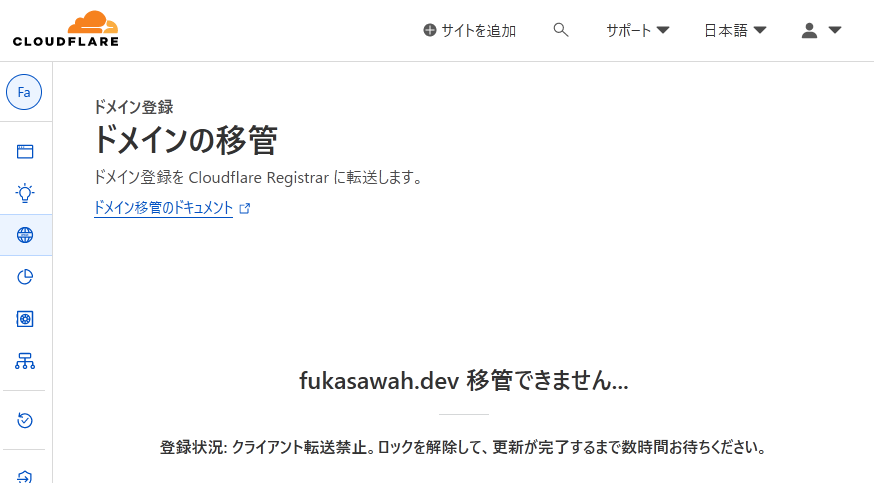 CLOUDFLARE
サイトを追加
サポート
日本語
Fa
ドメイン登録
ドメインの移管
ドメイン登録を Cloudflare Registrar に転送します。
ドメイン移管のドキュメント
fukasawah.dev 移管できません...
登録状況: クライアント転送禁止。ロックを解除して、更新が完了するまで数時間お待ちください。